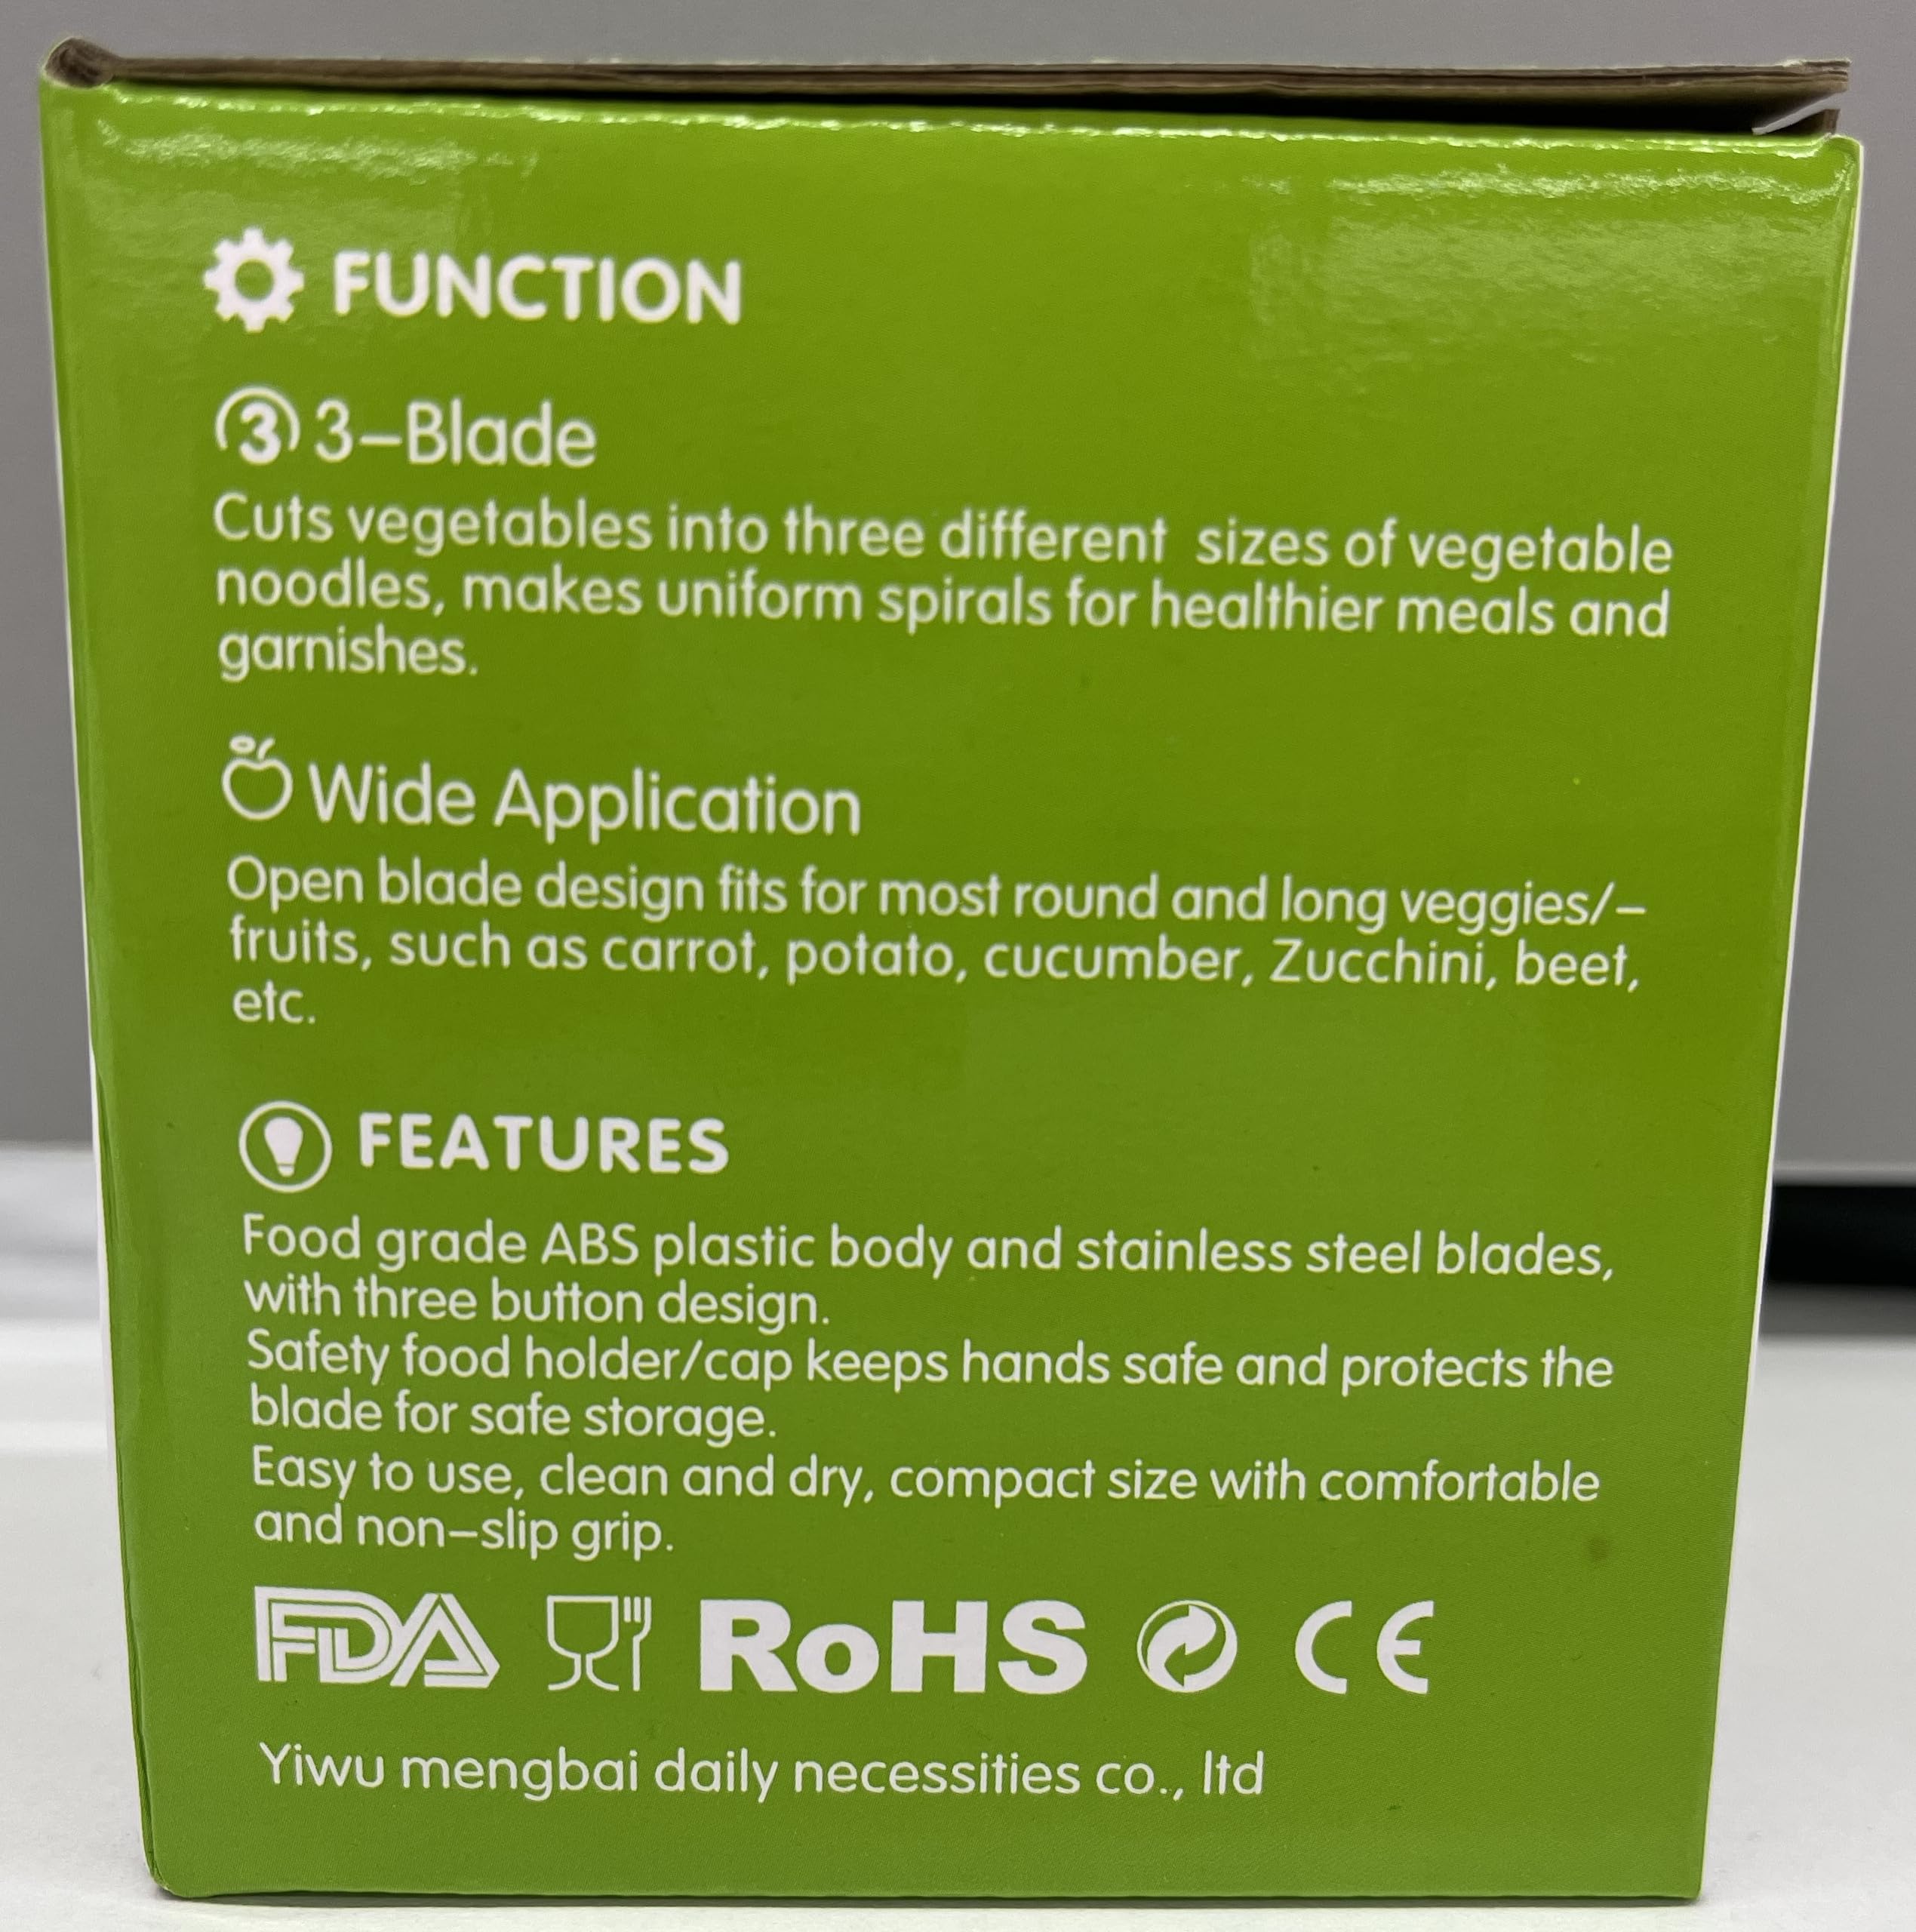 FUNCTION
3 3-Blade
Cuts vegetables into three different sizes of vegetable
noodles, makes uniform spirals for healthier meals and
garnishes.
Wide Application
Open blade design fits for most round and long veggies/-
fruits, such as carrot, potato, cucumber, Zucchini, beet,
etc.
FEATURES
Food grade ABS plastic body and stainless steel blades,
with three button design.
Safety food holder/cap keeps hands safe and protects the
blade for safe storage.
Easy to use, clean and dry, compact size with comfortable
and non-slip grip.
FDA RoHS CE
Yiwu mengbai daily necessities co., ltd